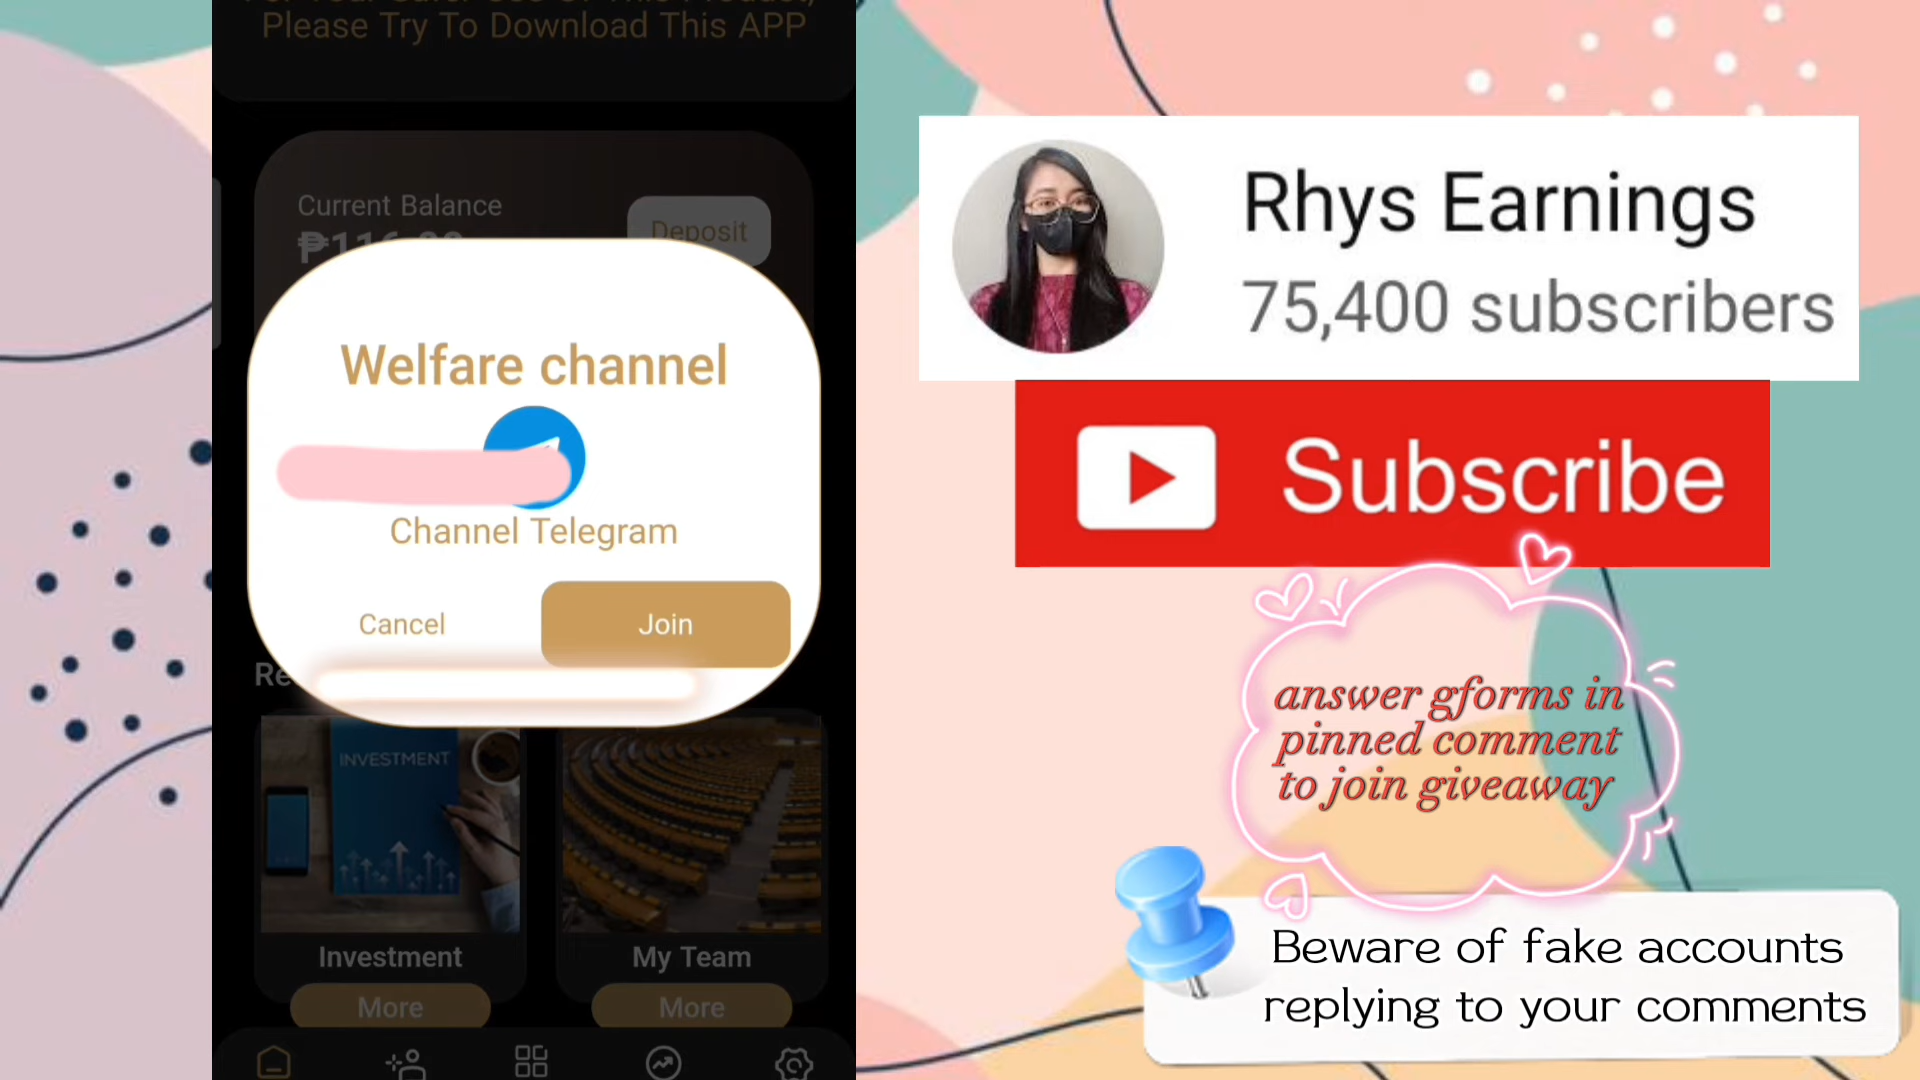 Please Try To Download This APP
Current Balance
Deposit
Welfare channel
Channel Telegram
Cancel
Join
INVESTMENT
Investment
My Team
More
More
Rhys Earnings
75,400 subscribers
Subscribe
answer gforms in
pinned comment
to join giveaway
Beware of fake accounts
replying to your comments